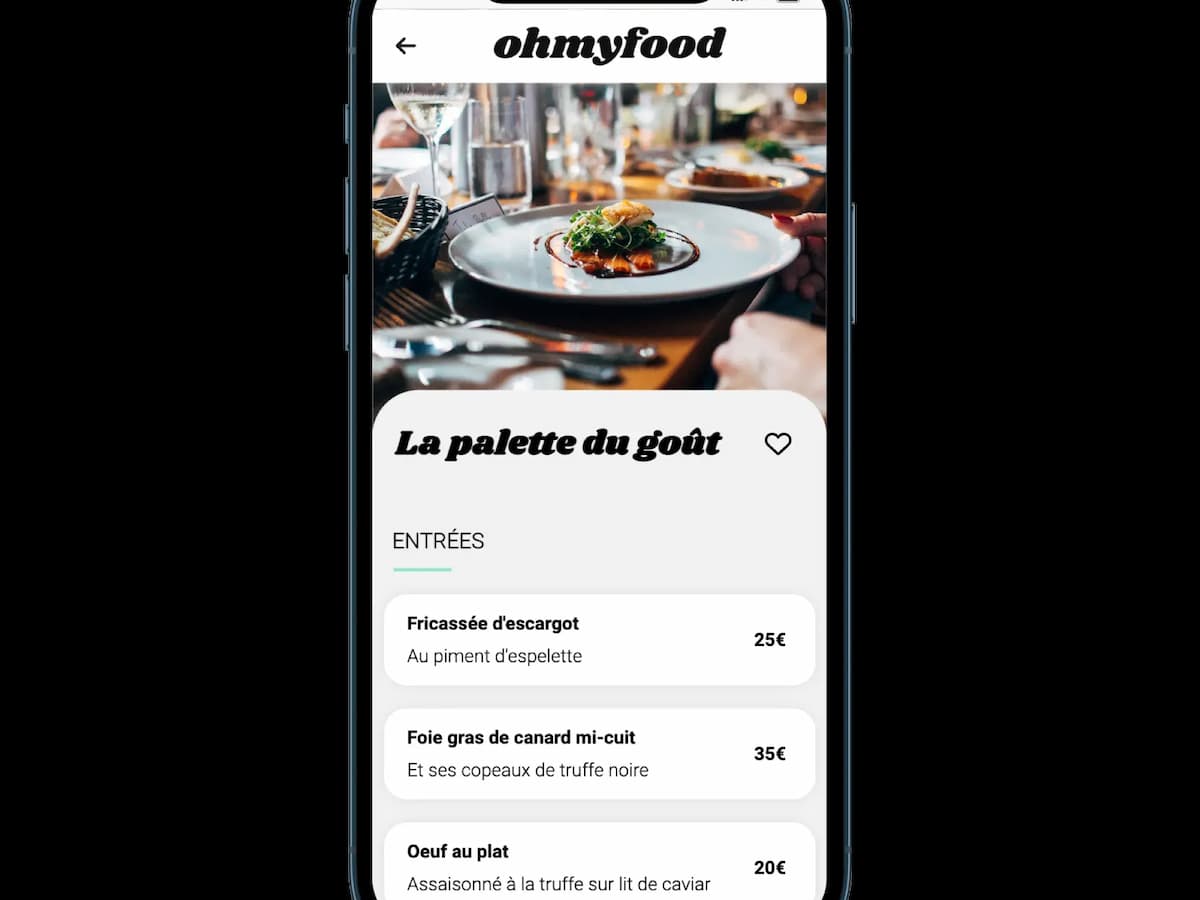 ohmyfood
La palette du goût
ENTRÉES
Fricassée d'escargot
Au piment d'espelette
25€
Foie gras de canard mi-cuit
Et ses copeaux de truffe noire
35€
Oeuf au plat
Assaisonné à la truffe sur lit de caviar
20€